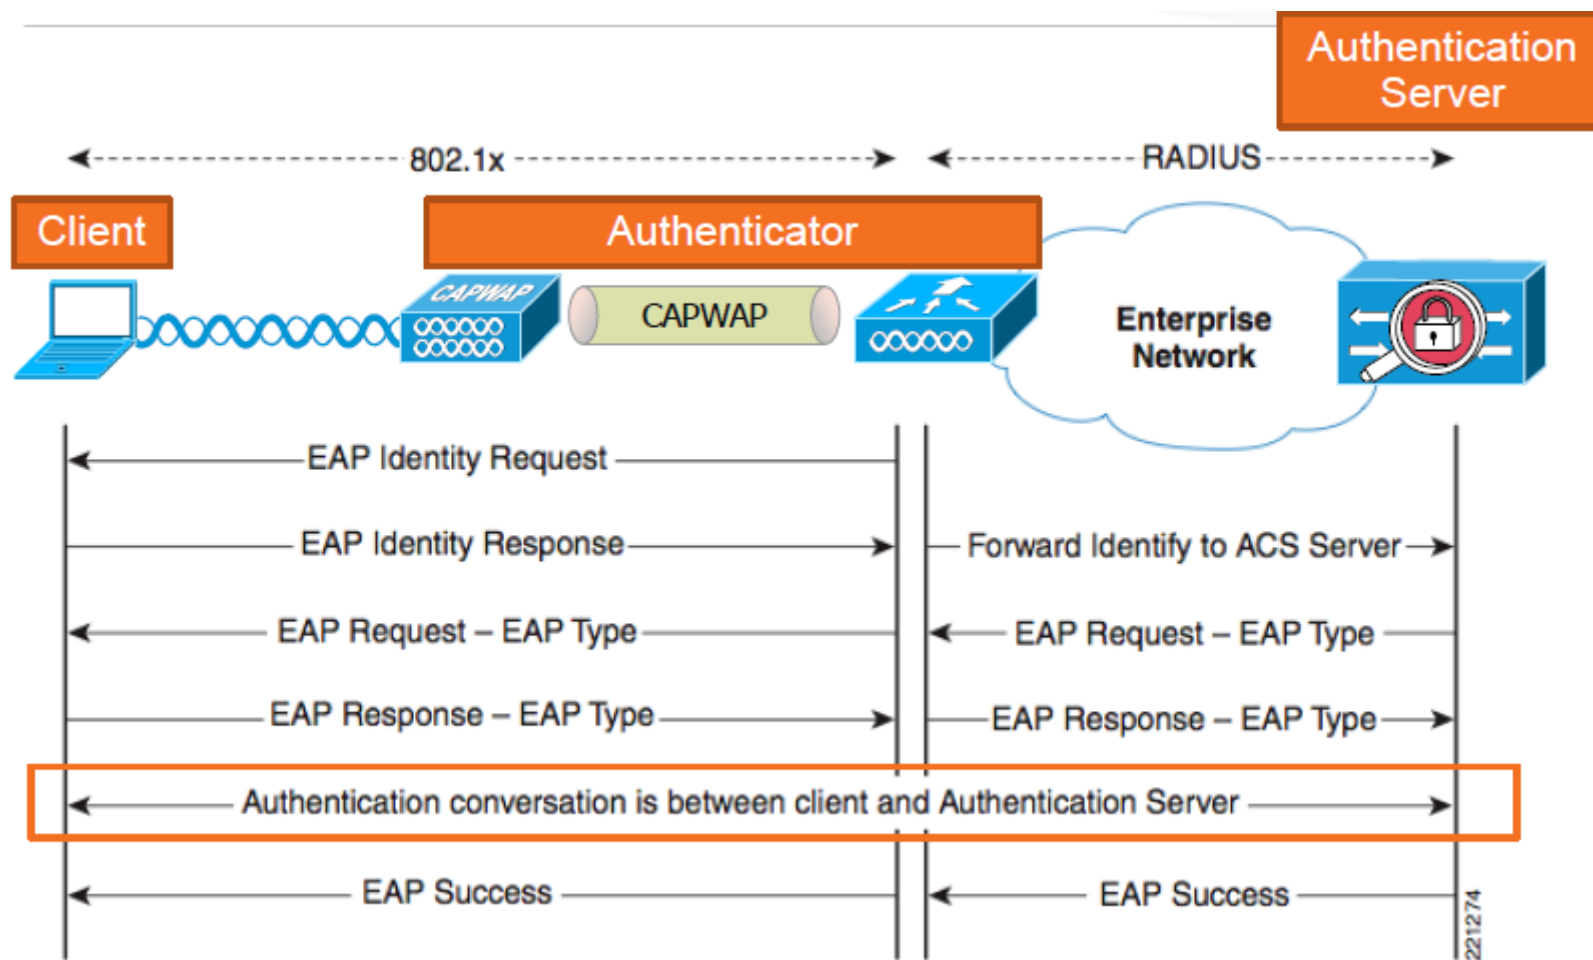 Authentication
Server
802.1x
RADIUS
Client
Authenticator
CAPWAP
CAPWAP
Enterprise
Network
EAP Identity Request
EAP Identity Response
Forward Identify to ACS Server
EAP Request – EAP Type
EAP Request – EAP Type
EAP Response – EAP Type
EAP Response – EAP Type
Authentication conversation is between client and Authentication Server
EAP Success
EAP Success
221274